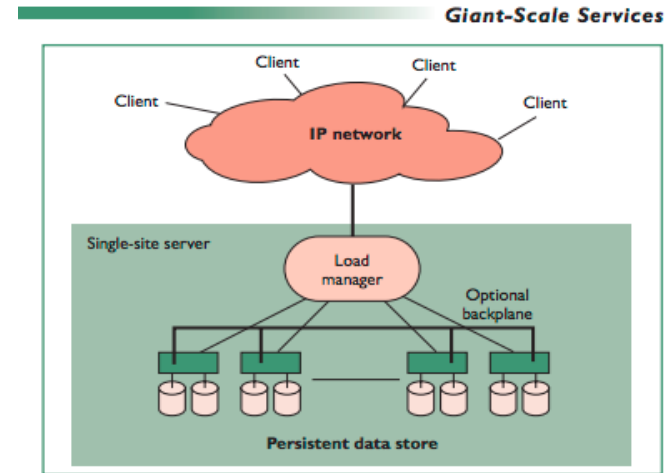 Giant-Scale Services
Client
Client
Client
Client
IP network
Single-site server
Load
manager
Optional
backplane
Persistent data store